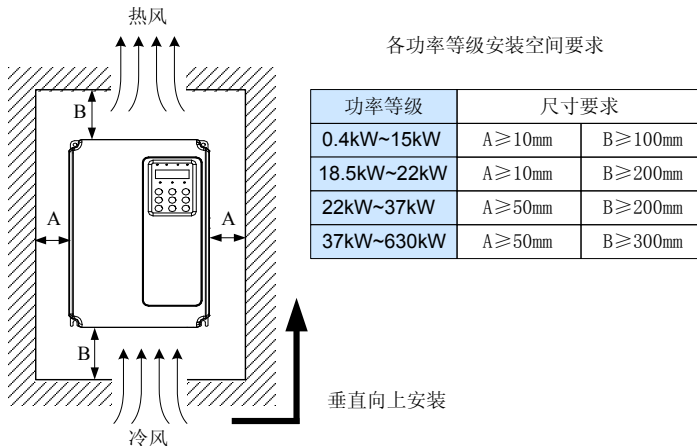 热风
各功率等级安装空间要求
B
功率等级 尺寸要求
0.4kW~15kW A≥10mm B≥100mm
18.5kW~22kW A≥10mm B≥200mm
22kW~37kW A≥50mm B≥200mm
37kW~630kW A≥50mm B≥300mm
A A
B
垂直向上安装
冷风